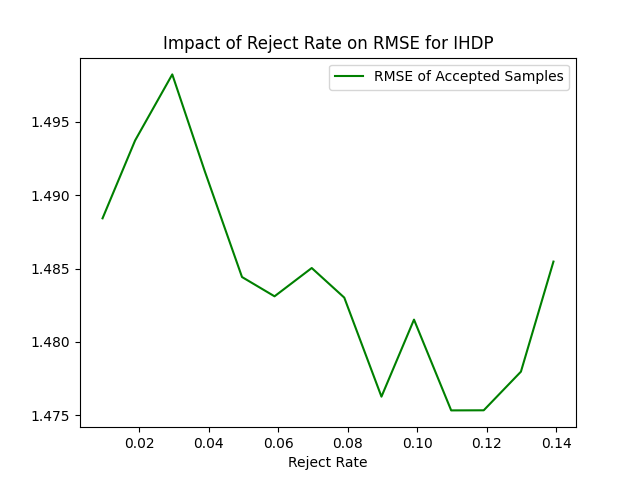 Impact of Reject Rate on RMSE for IHDP
RMSE of Accepted Samples
1.495
1.490
1.485
1.480
1.475
0.02 0.04 0.06 0.08 0.10 0.12 0.14
Reject Rate